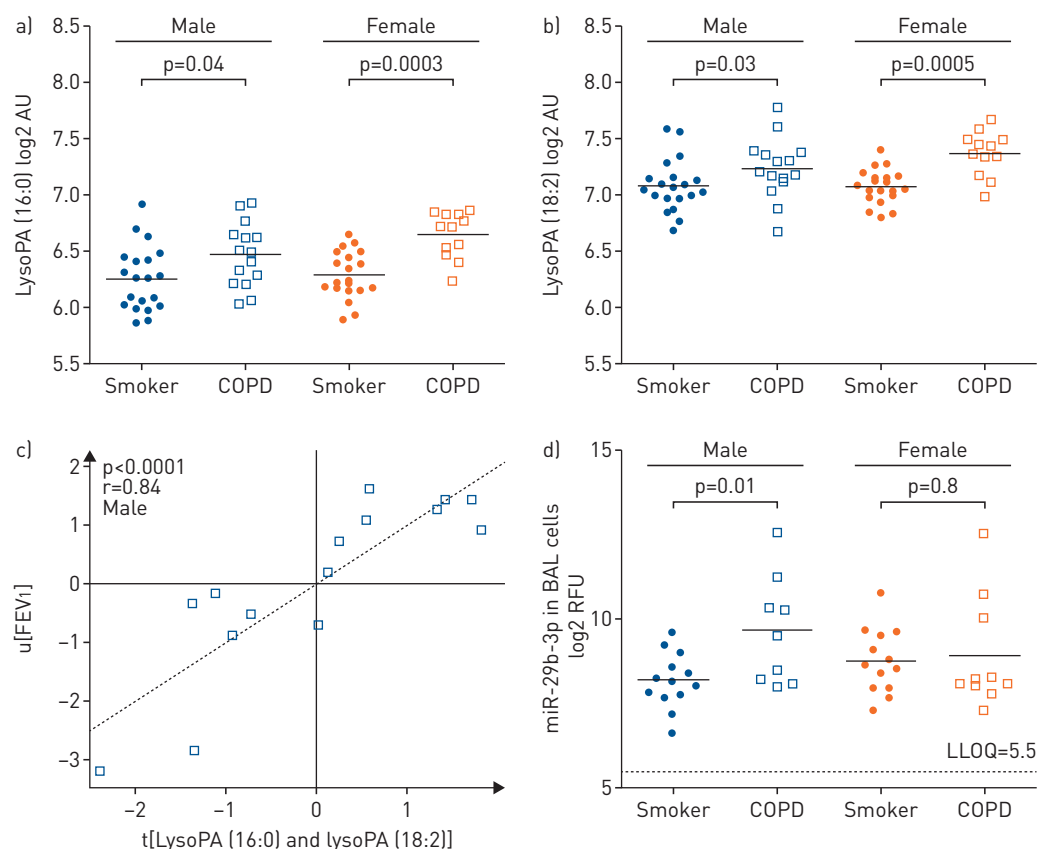 a)
Male
Female
p=0.04
p=0.0003
LysoPA (16:0) log2 AU
8.5
8.0
7.5
7.0
6.5
6.0
5.5
Smoker
COPD
Smoker
COPD
b)
Male
Female
p=0.03
p=0.0005
LysoPA (18:2) log2 AU
8.5
8.0
7.5
7.0
6.5
6.0
5.5
Smoker
COPD
Smoker
COPD
c)
p<0.0001
r=0.84
Male
u[FEV1]
2
1
0
−1
−2
−3
−2
−1
0
1
t[LysoPA (16:0) and lysoPA (18:2)]
d)
Male
Female
p=0.01
p=0.8
miR-29b-3p in BAL cells
log2 RFU
15
10
5
LLOQ=5.5
Smoker
COPD
Smoker
COPD